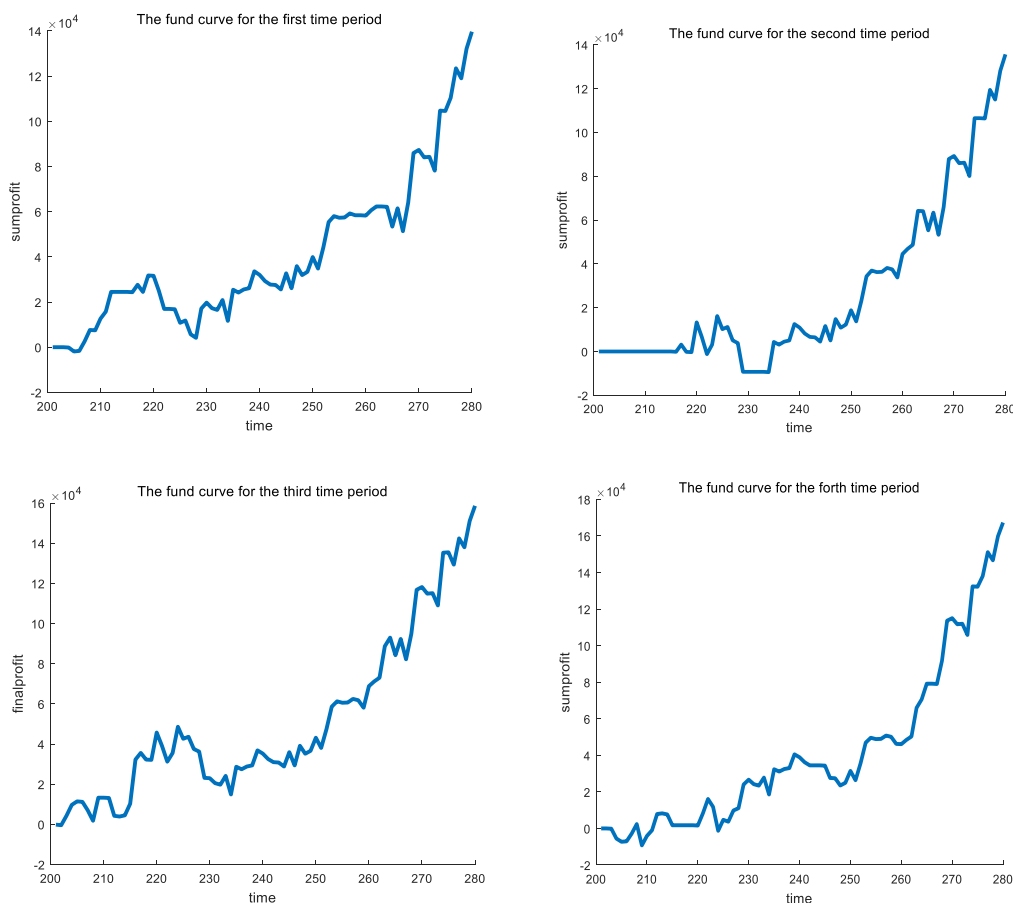 The fund curve for the first time period
×10^4
14
12
10
8
6
4
2
0
-2
200 210 220 230 240 250 260 270 280
time
sumprofit
The fund curve for the second time period
×10^4
14
12
10
8
6
4
2
0
-2
200 210 220 230 240 250 260 270 280
time
sumprofit
The fund curve for the third time period
×10^4
16
14
12
10
8
6
4
2
0
-2
200 210 220 230 240 250 260 270 280
time
finalprofit
The fund curve for the forth time period
×10^4
18
16
14
12
10
8
6
4
2
0
-2
200 210 220 230 240 250 260 270 280
time
sumprofit